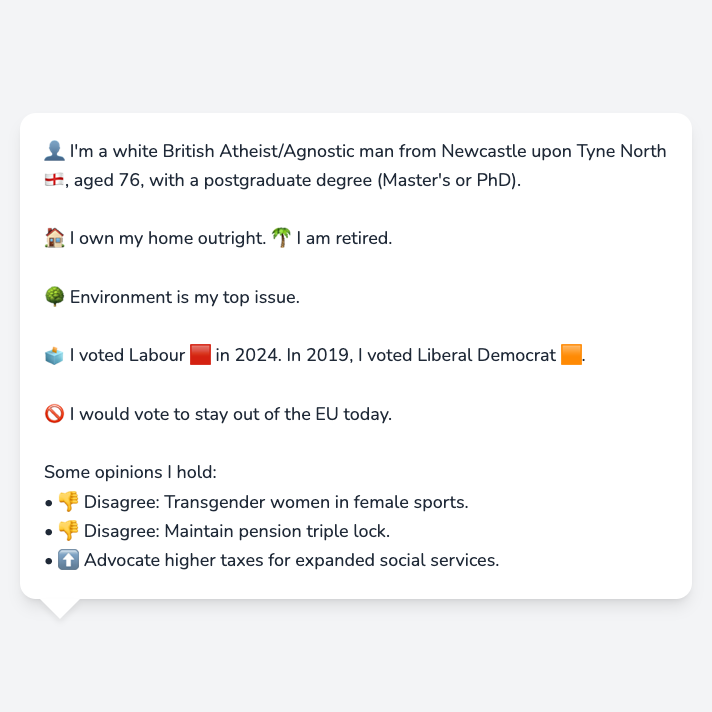 👤 I'm a white British Atheist/Agnostic man from Newcastle upon Tyne North
🏴󠁧󠁢󠁥󠁮󠁧󠁿, aged 76, with a postgraduate degree (Master's or PhD).
🏠 I own my home outright. 🌴 I am retired.
🌳 Environment is my top issue.
🗳️ I voted Labour 🟥 in 2024. In 2019, I voted Liberal Democrat 🟧.
🚫 I would vote to stay out of the EU today.
Some opinions I hold:
• 👎 Disagree: Transgender women in female sports.
• 👎 Disagree: Maintain pension triple lock.
• ⬆️ Advocate higher taxes for expanded social services.